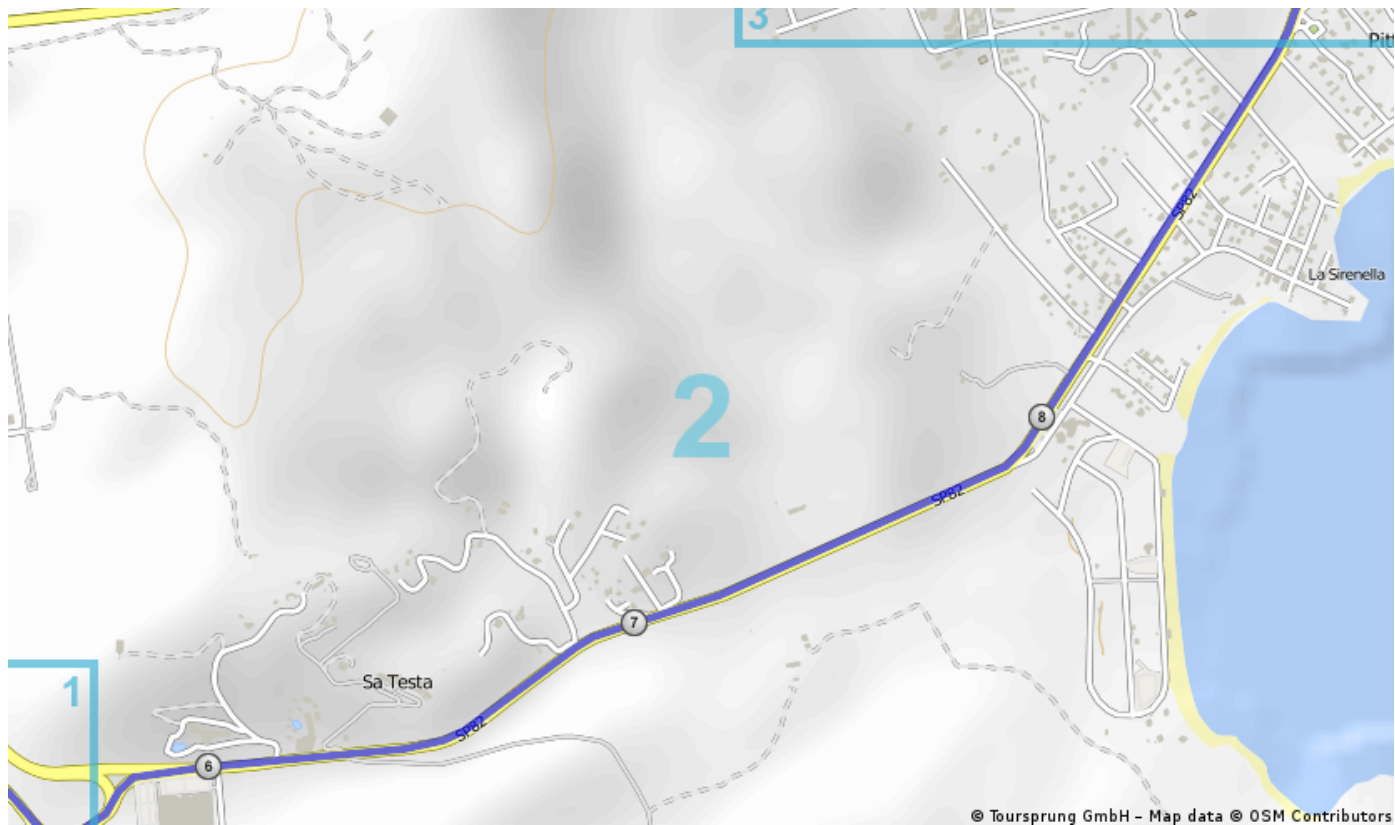 3
Pitt
SP82
La Sirenella
2
8
SP82
7
1
Sa Testa
SP82
6
© Toursprung GmbH – Map data © OSM Contributors